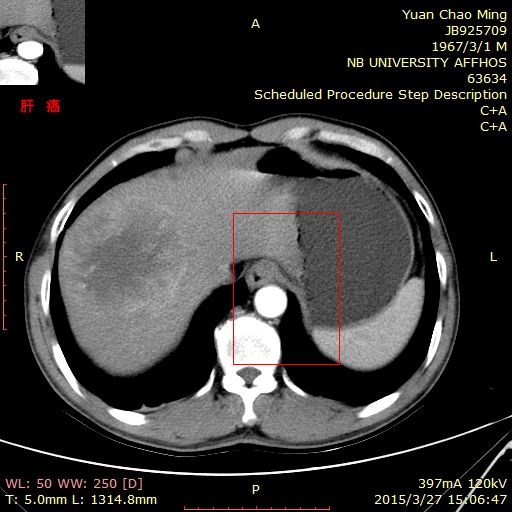 A
Yuan Chao Ming
JB925709
1967/3/1 M
NB UNIVERSITY AFFHOS
63634
Scheduled Procedure Step Description
C+A
C+A
肝 癌
R
L
WL: 50 WW: 250 [D]
T: 5.0mm L: 1314.8mm
P
397mA 120kV
2015/3/27 15:06:47